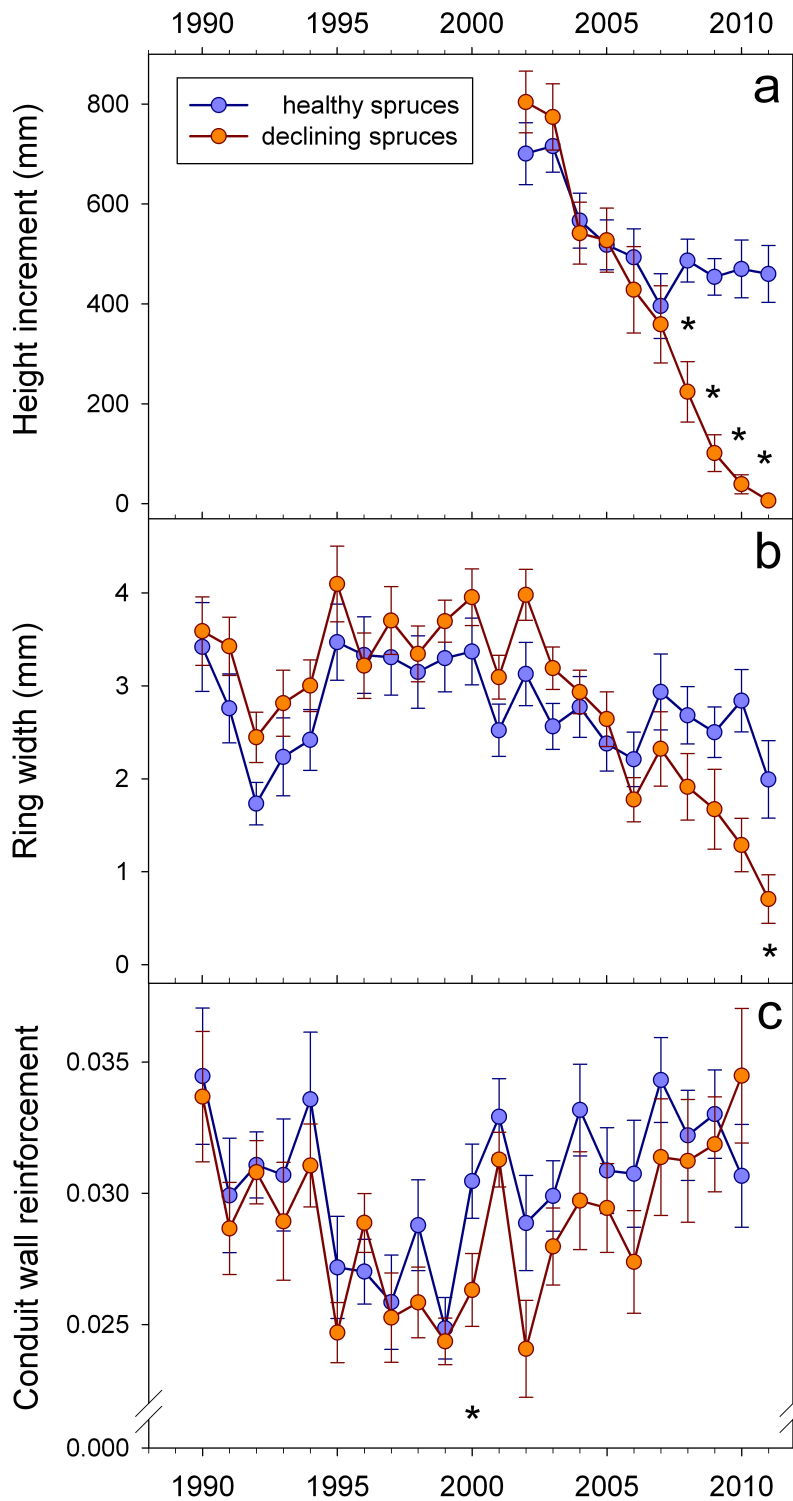 1990 1995 2000 2005 2010
a
healthy spruces
declining spruces
Height increment (mm)
800
600
400
200
0
*
*
*
*
b
Ring width (mm)
4
3
2
1
0
*
c
Conduit wall reinforcement
0.035
0.030
0.025
0.000
*
1990 1995 2000 2005 2010